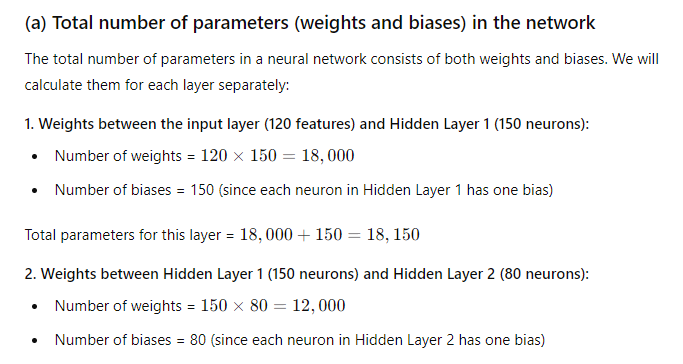 (a) Total number of parameters (weights and biases) in the network
The total number of parameters in a neural network consists of both weights and biases. We will
calculate them for each layer separately:
1. Weights between the input layer (120 features) and Hidden Layer 1 (150 neurons):
• Number of weights = 120 × 150 = 18, 000
• Number of biases = 150 (since each neuron in Hidden Layer 1 has one bias)
Total parameters for this layer = 18, 000 + 150 = 18, 150
2. Weights between Hidden Layer 1 (150 neurons) and Hidden Layer 2 (80 neurons):
• Number of weights = 150 × 80 = 12, 000
• Number of biases = 80 (since each neuron in Hidden Layer 2 has one bias)